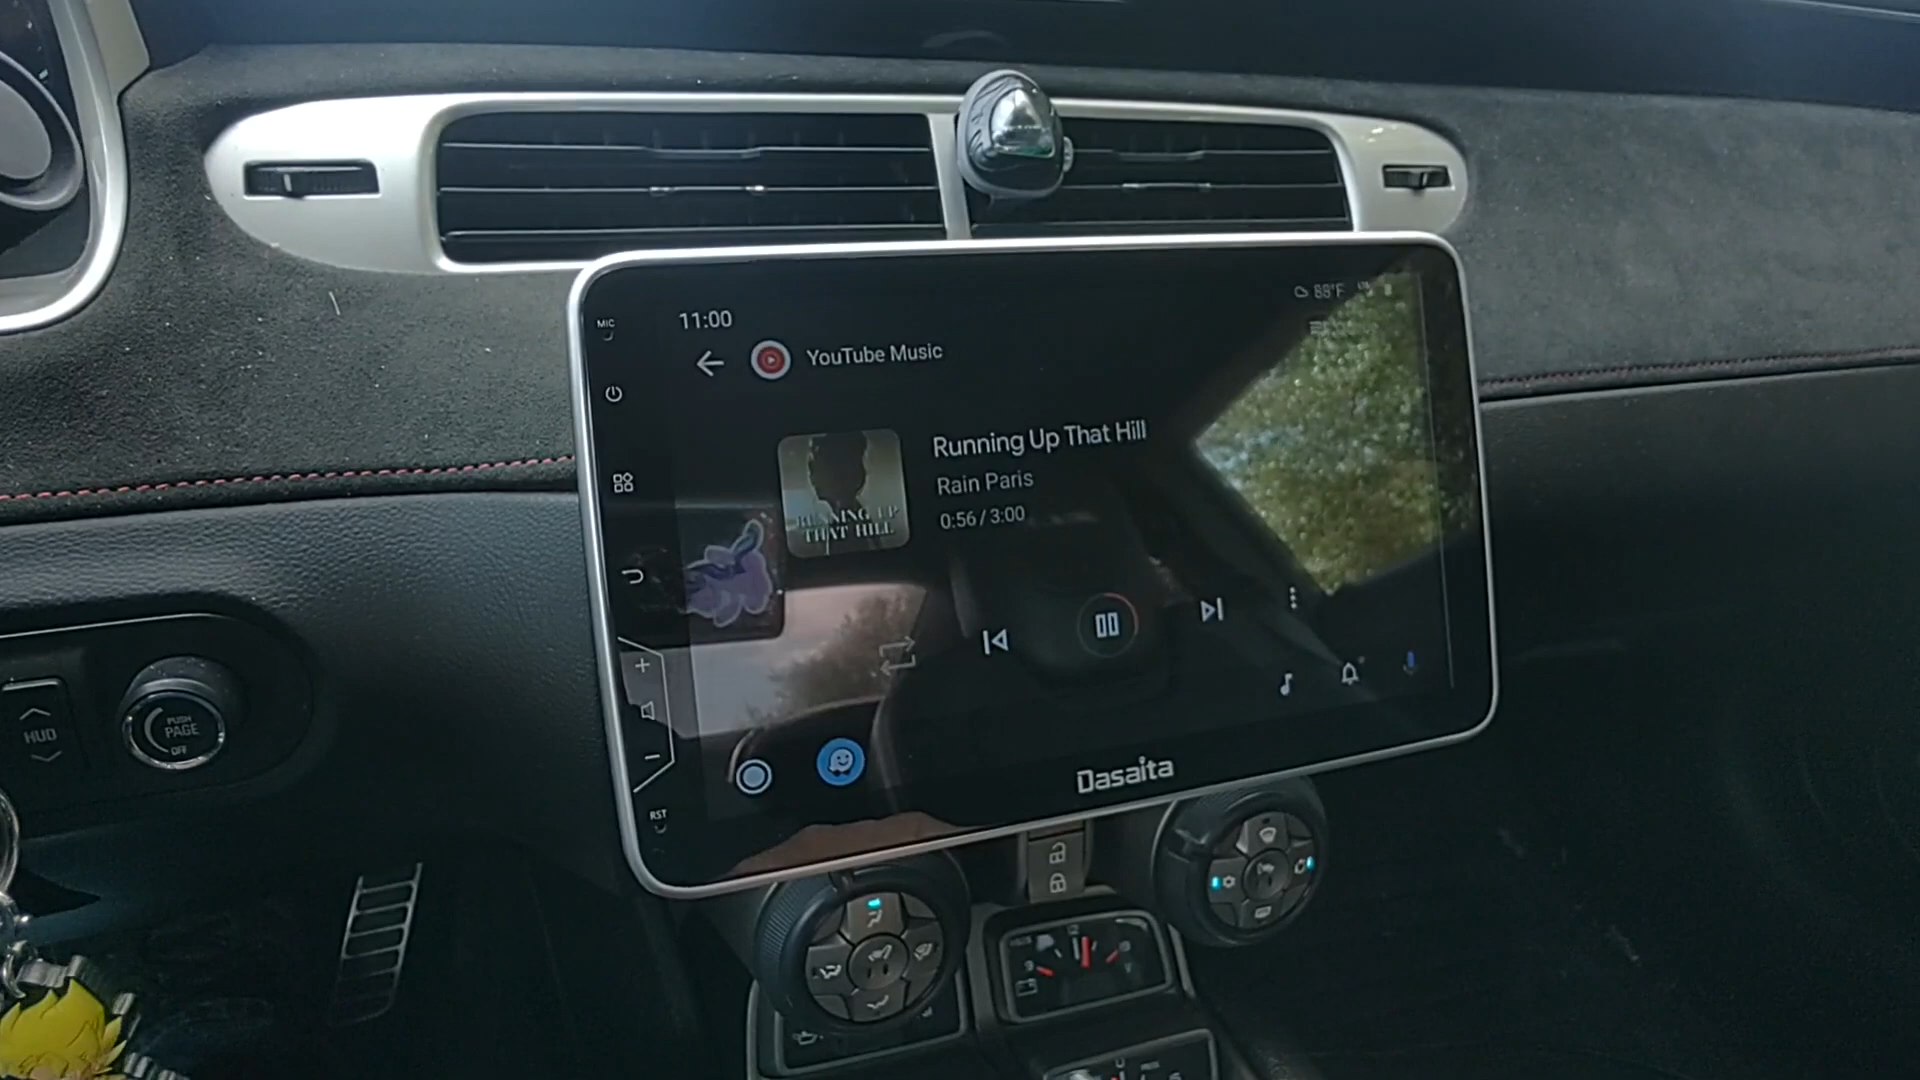 MIC
11:00
88°F
YouTube Music
Running Up That Hill
Rain Paris
0:56 / 3:00
RUNNING UP
THAT HILL
+
-
RST
Dasaita
HUD
PUSH
PAGE
OFF